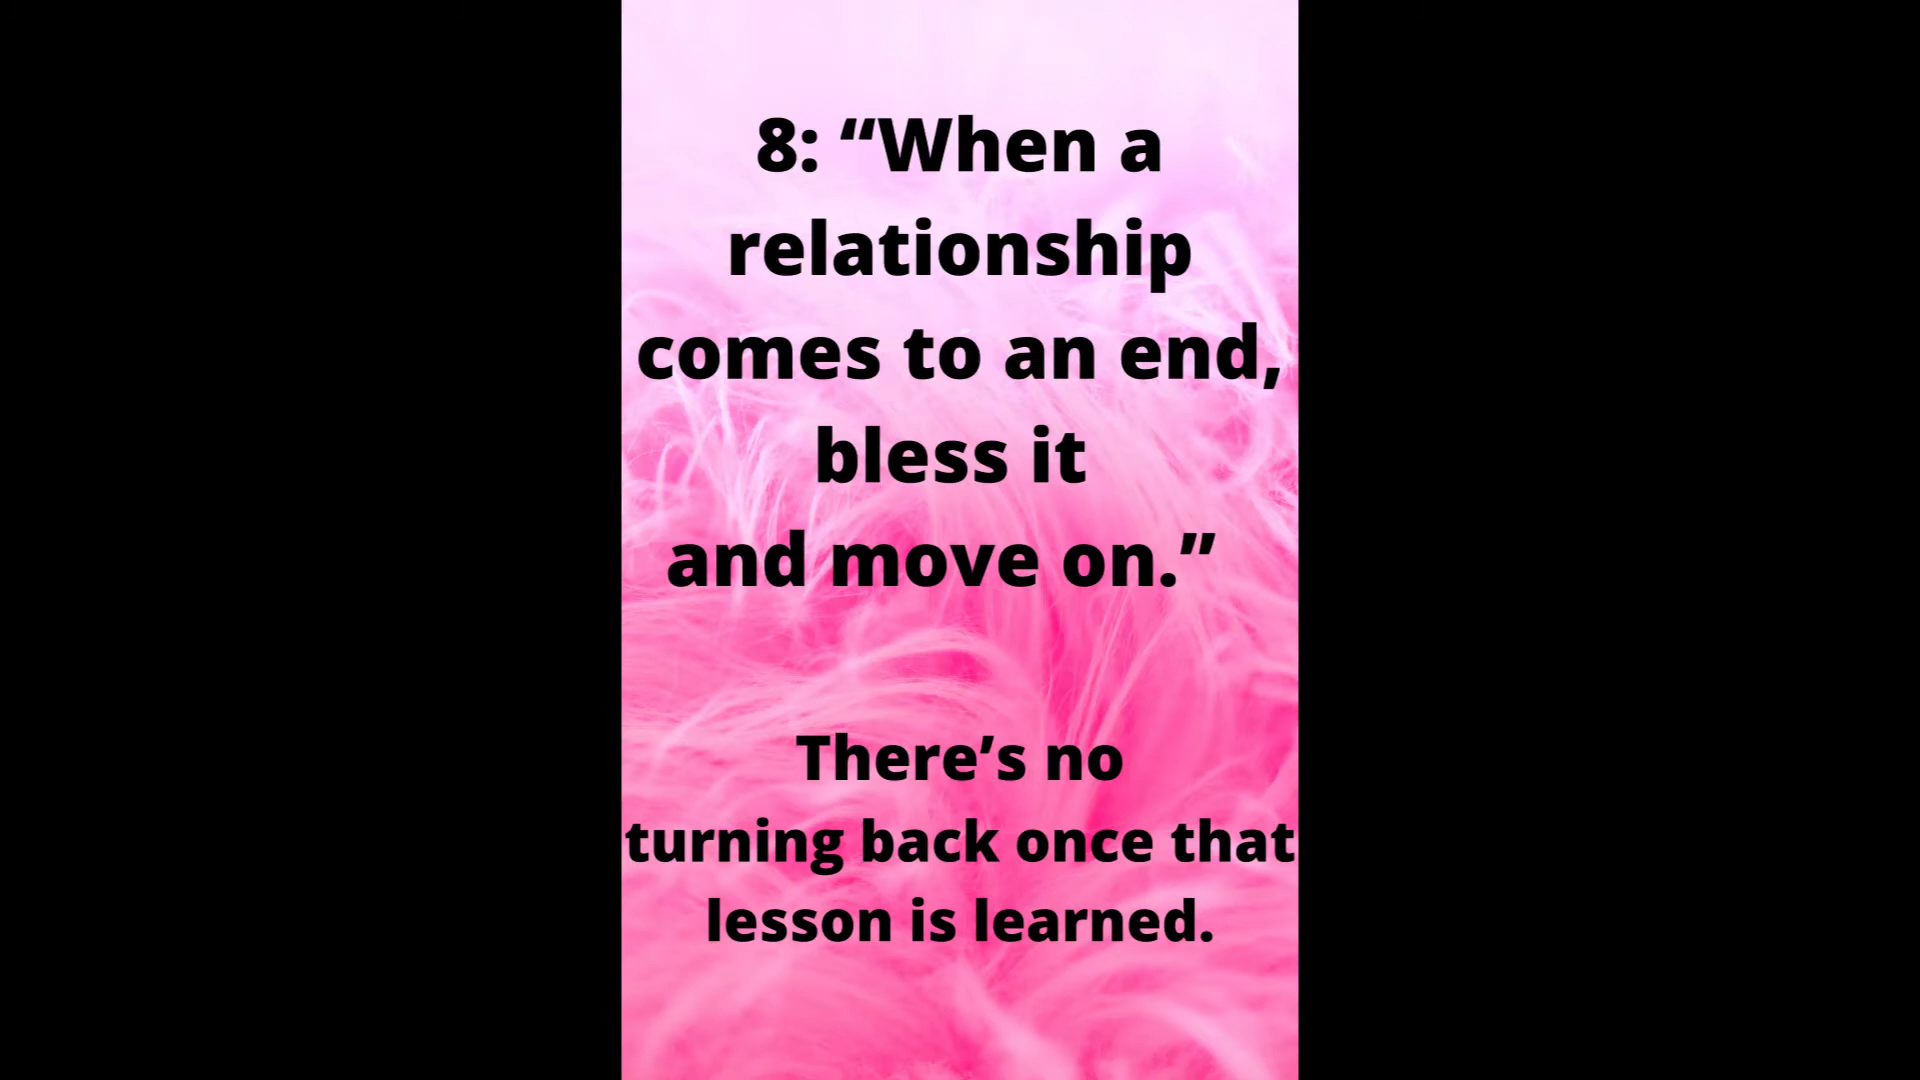 8: “When a
relationship
comes to an end,
bless it
and move on.”
There’s no
turning back once that
lesson is learned.